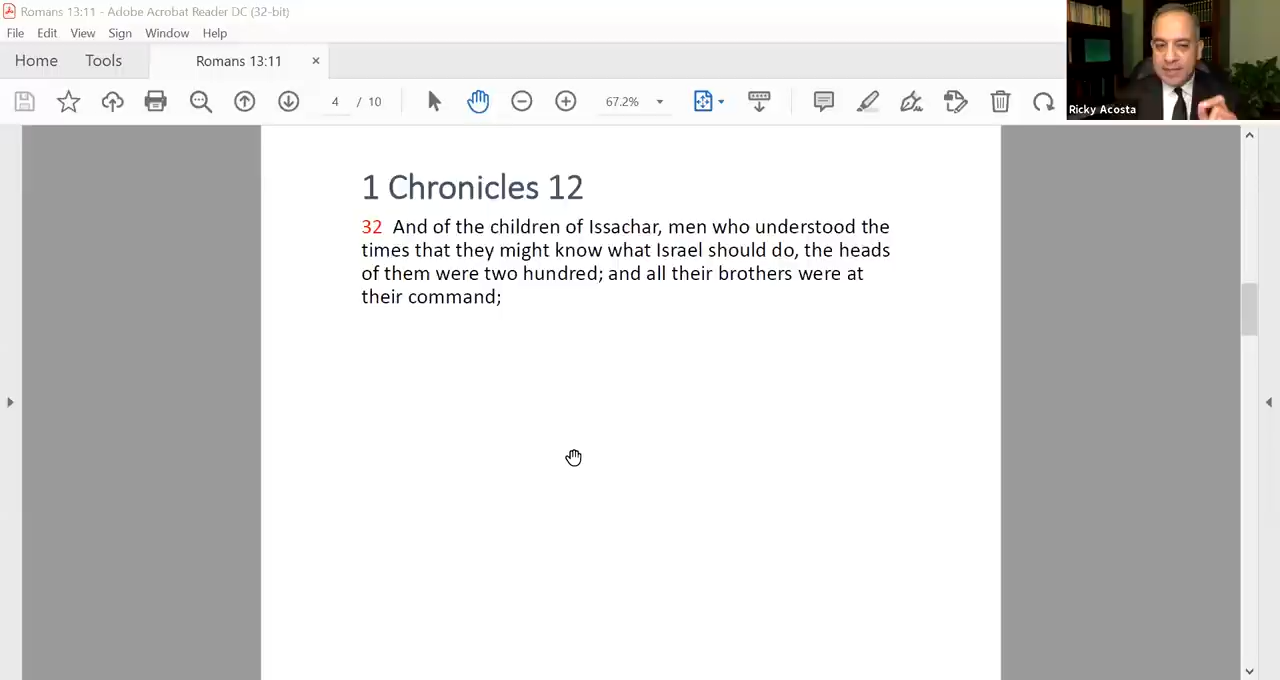 Romans 13:11 - Adobe Acrobat Reader DC (32-bit)
File Edit View Sign Window Help
Home Tools Romans 13:11 ×
4 / 10 67.2%
Ricky Acosta
1 Chronicles 12
32 And of the children of Issachar, men who understood the
times that they might know what Israel should do, the heads
of them were two hundred; and all their brothers were at
their command;